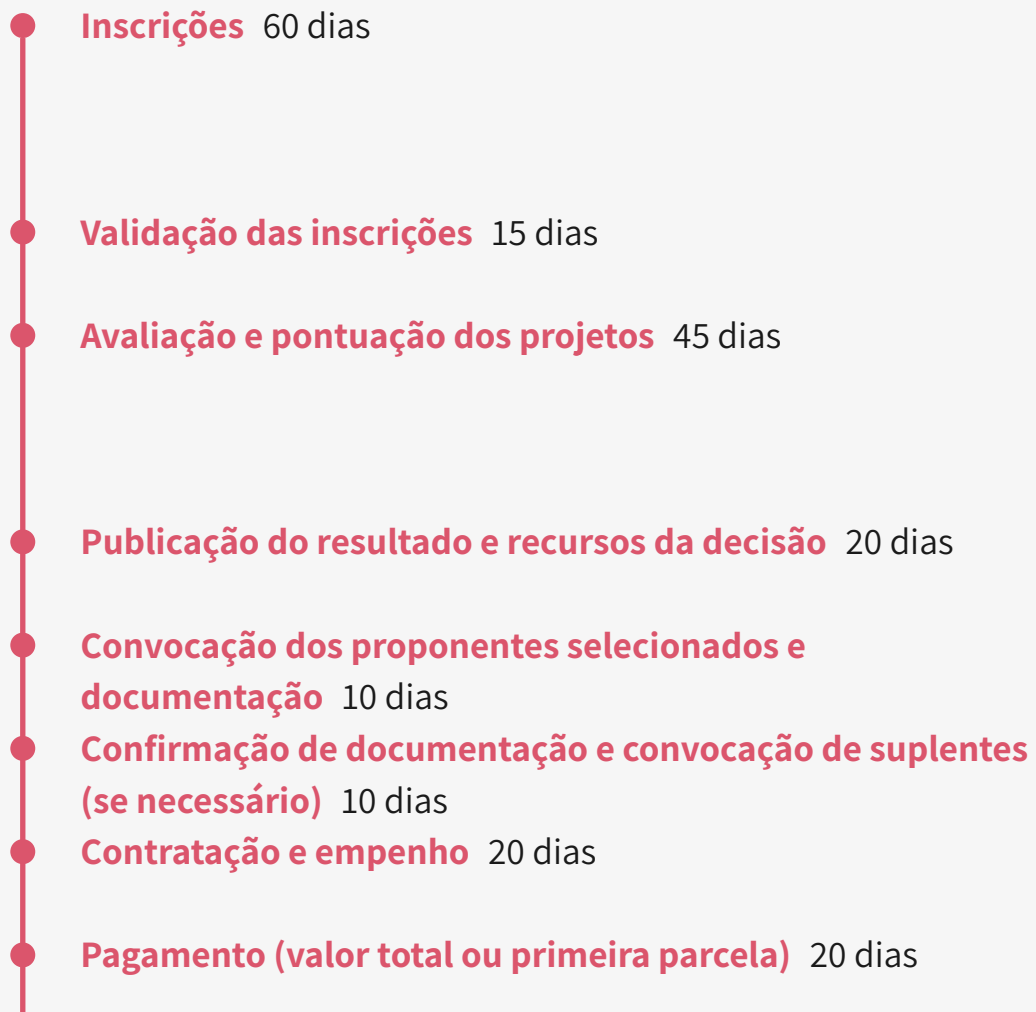 Inscrições 60 dias
Validação das inscrições 15 dias
Avaliação e pontuação dos projetos 45 dias
Publicação do resultado e recursos da decisão 20 dias
Convocação dos proponentes selecionados e
documentação 10 dias
Confirmação de documentação e convocação de suplentes
(se necessário) 10 dias
Contratação e empenho 20 dias
Pagamento (valor total ou primeira parcela) 20 dias